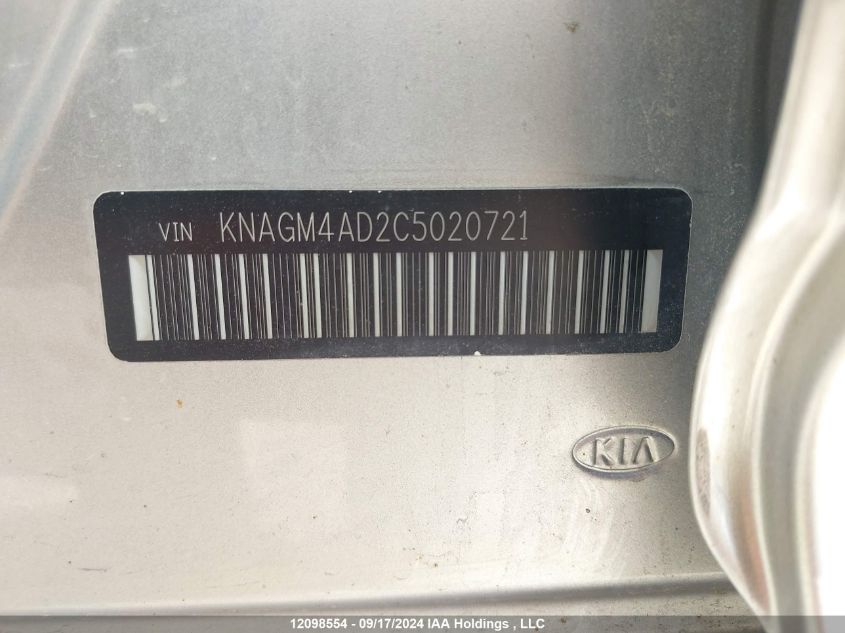 VIN KNAGM4AD2C5020721
KIA
12098554 - 09/17/2024 IAA Holdings , LLC